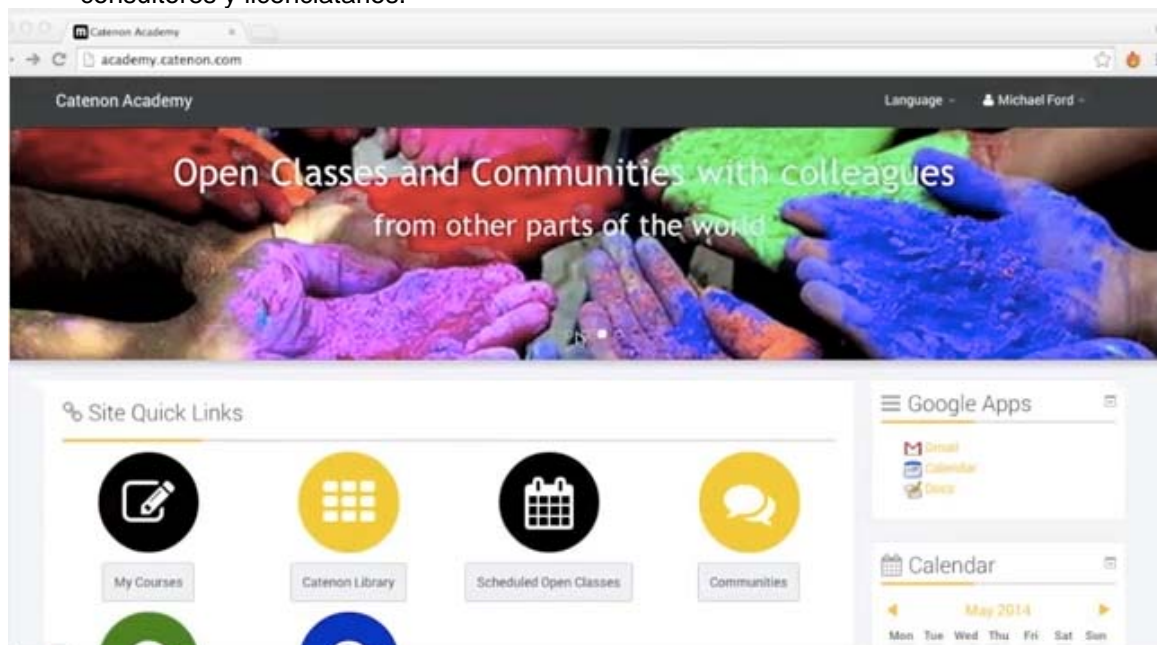 consultores y licenciatarios.
Catenon Academy
academy.catenon.com
Catenon Academy
Language
Michael Ford
Open Classes and Communities with colleagues
from other parts of the world
Site Quick Links
My Courses
Catenon Library
Scheduled Open Classes
Communities
Google Apps
Gmail
Calendar
Docs
Calendar
May 2014
Mon Tue Wed Thu Fri Sat Sun